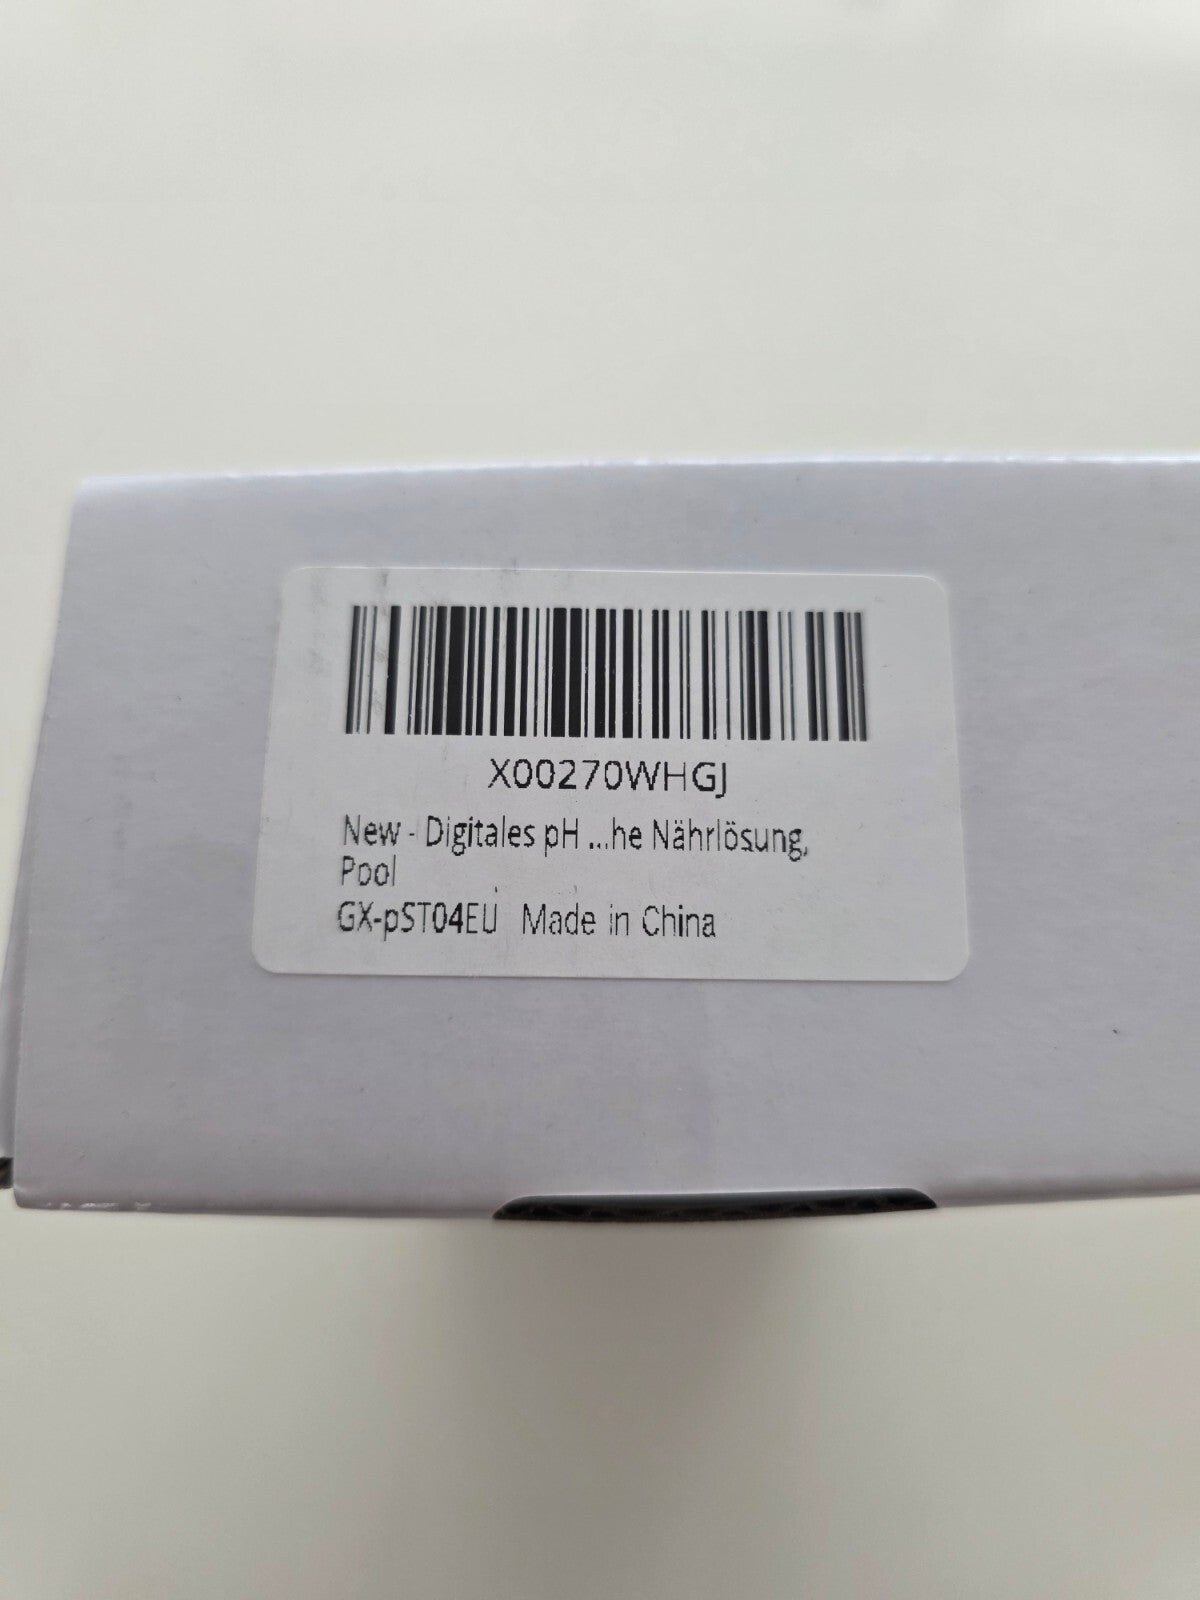 X00270WHGJ
New - Digitales pH ...he Nährlösung,
Pool
GX-pST04EU Made in China